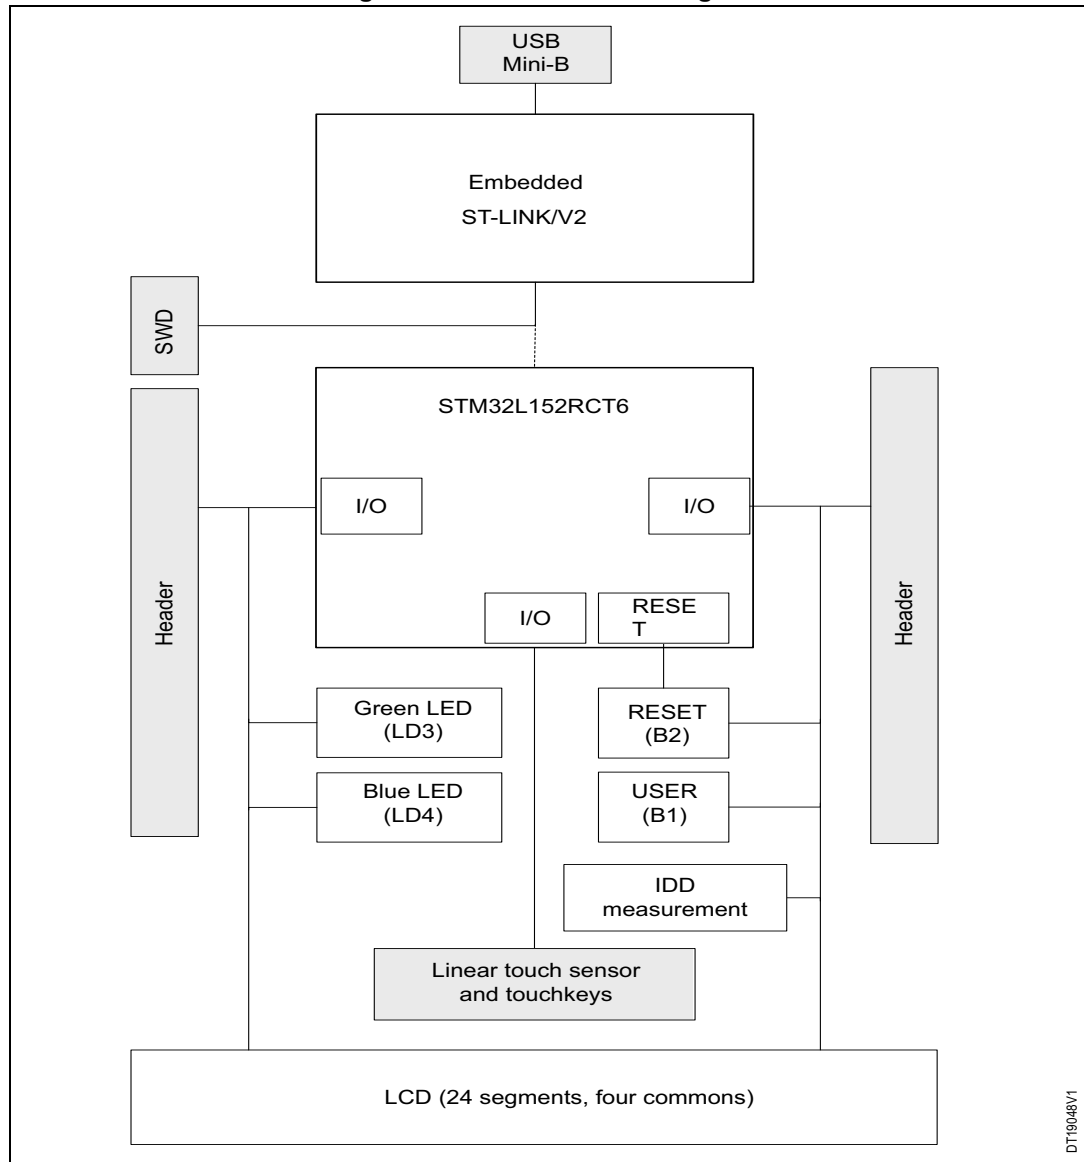 USB
Mini-B
Embedded
ST-LINK/V2
SWD
STM32L152RCT6
I/O
I/O
Header
Header
I/O
RESE
T
Green LED
(LD3)
RESET
(B2)
Blue LED
(LD4)
USER
(B1)
IDD
measurement
Linear touch sensor
and touchkeys
LCD (24 segments, four commons)
DT19048V1